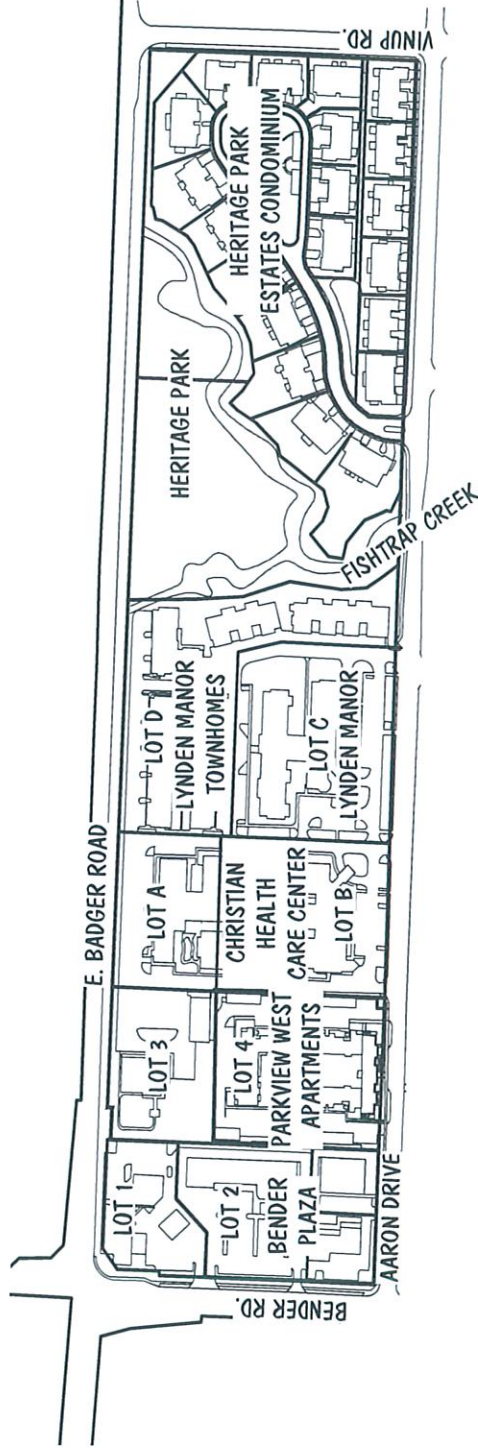 E. BADGER ROAD
VINUP RD.
HERITAGE PARK
HERITAGE PARK
ESTATES CONDOMINIUM
FISHTRAP CREEK
LOT D
LYNDEN MANOR
TOWNHOMES
LOT C
LYNDEN MANOR
LOT A
CHRISTIAN
HEALTH
CARE CENTER
LOT B
LOT 3
LOT 4
PARKVIEW WEST
APARTMENTS
LOT 1
LOT 2
BENDER
PLAZA
BENDER RD.
AARON DRIVE